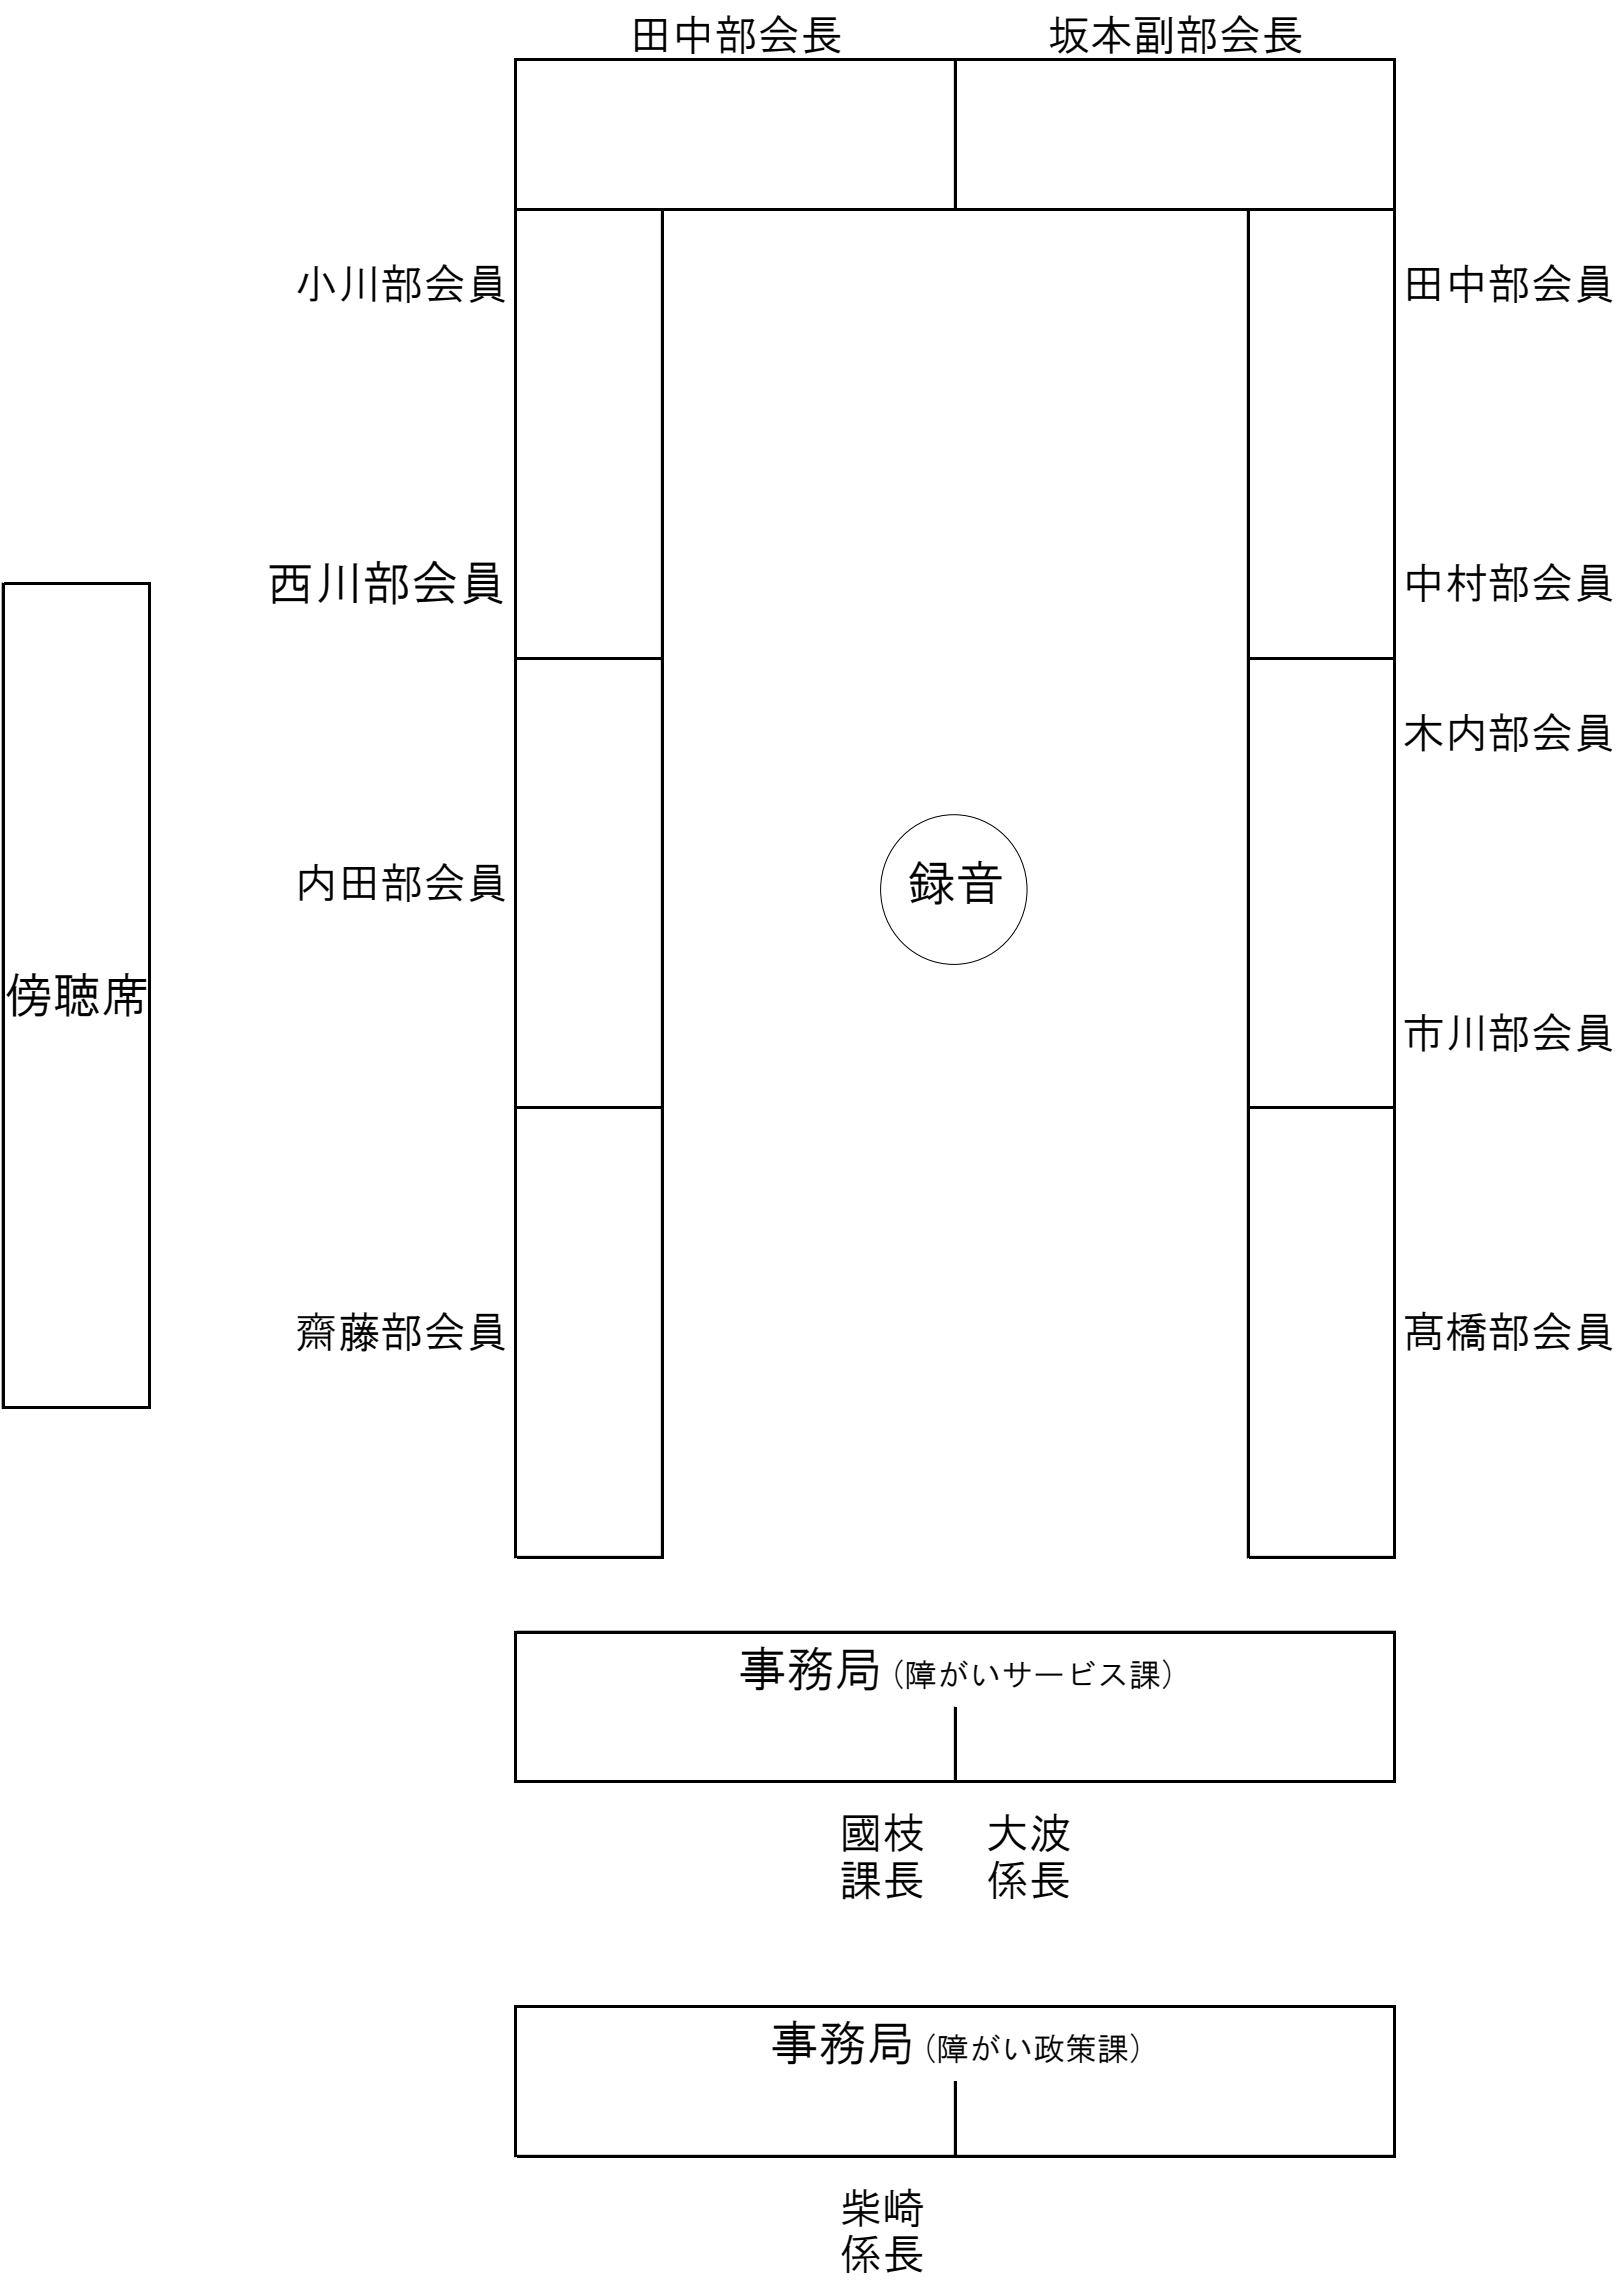 田中部会長
坂本副部会長
小川部会員
田中部会員
西川部会員
中村部会員
木内部会員
録音
内田部会員
傍聴席
市川部会員
齋藤部会員
髙橋部会員
事務局（障がいサービス課）
國枝
課長
大波
係長
事務局（障がい政策課）
柴崎
係長